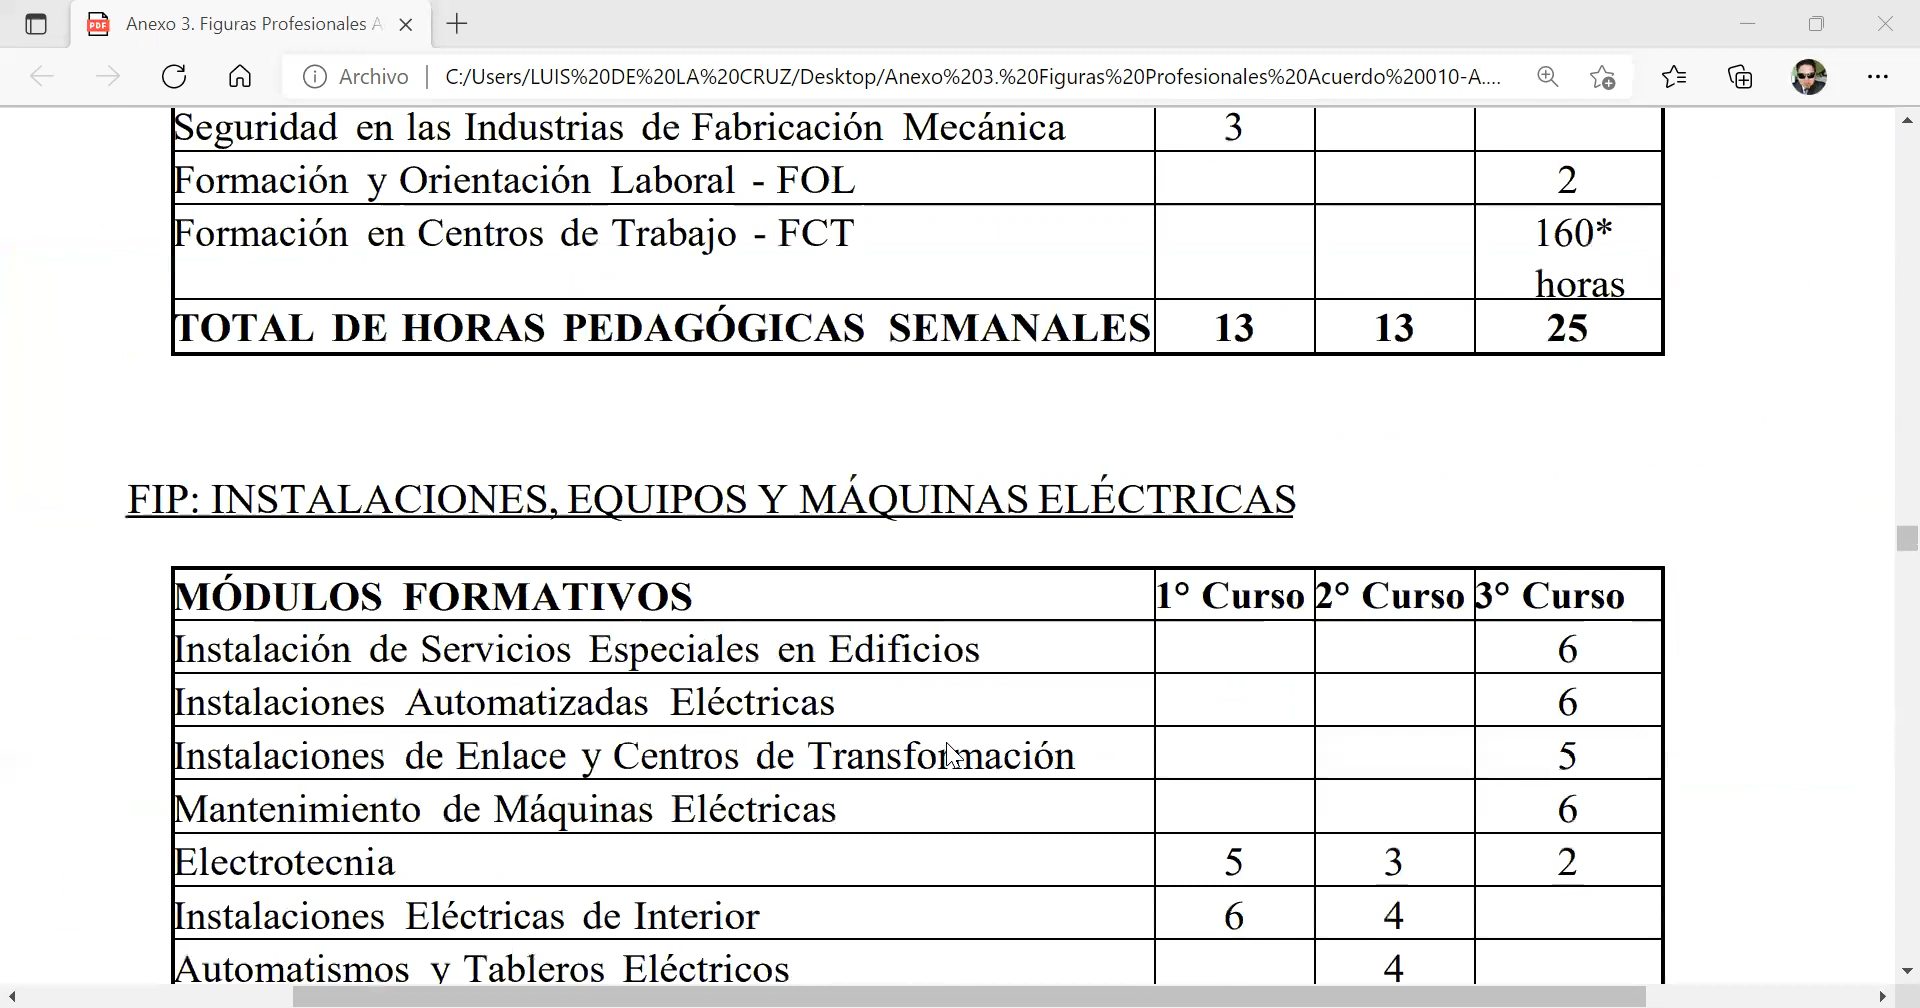 Anexo 3. Figuras Profesionales A
Archivo | C:/Users/LUIS%20DE%20LA%20CRUZ/Desktop/Anexo%203.%20Figuras%20Profesionales%20Acuerdo%20010-A....
Seguridad en las Industrias de Fabricación Mecánica 3
Formación y Orientación Laboral - FOL 2
Formación en Centros de Trabajo - FCT 160*
horas
TOTAL DE HORAS PEDAGÓGICAS SEMANALES 13 13 25
FIP: INSTALACIONES, EQUIPOS Y MÁQUINAS ELÉCTRICAS
MÓDULOS FORMATIVOS 1° Curso 2° Curso 3° Curso
Instalación de Servicios Especiales en Edificios 6
Instalaciones Automatizadas Eléctricas 6
Instalaciones de Enlace y Centros de Transformación 5
Mantenimiento de Máquinas Eléctricas 6
Electrotecnia 5 3 2
Instalaciones Eléctricas de Interior 6 4
Automatismos y Tableros Eléctricos 4